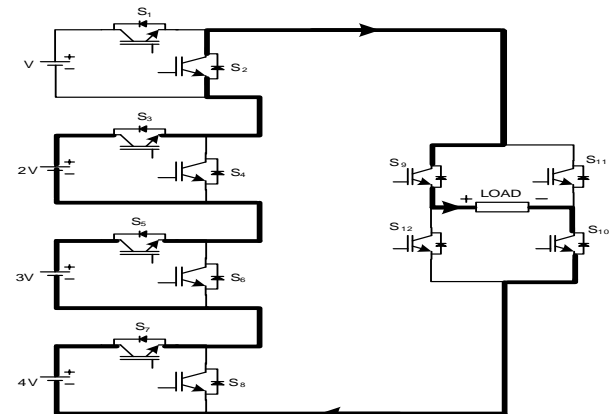 S1
V
+
−
S2
S3
2V
+
−
S4
S5
3V
+
−
S6
S7
4V
+
−
S8
S9
S11
+ LOAD −
S12
S10